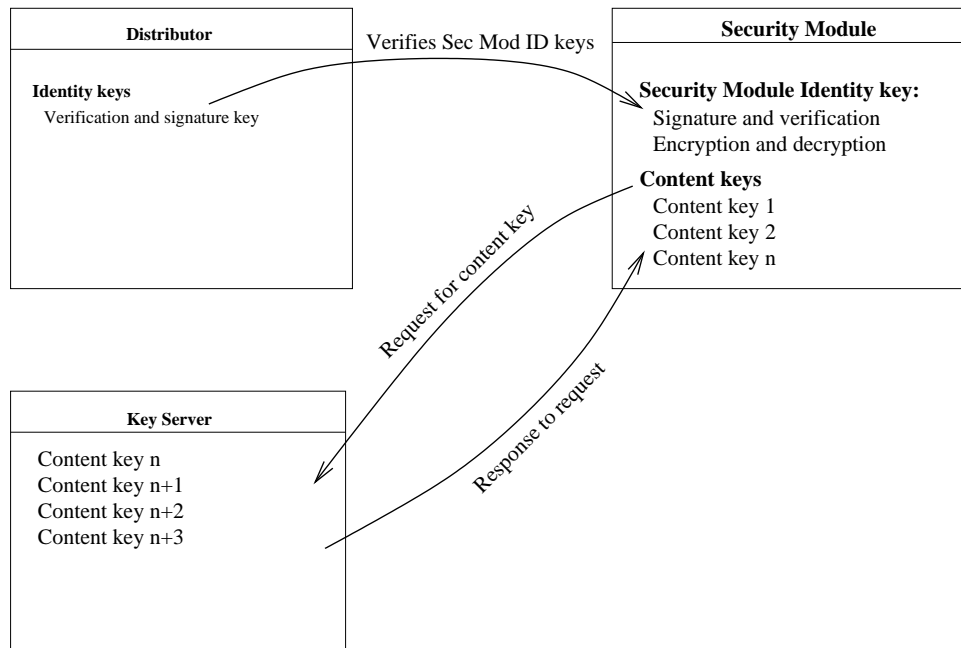 Distributor
Identity keys
Verification and signature key
Verifies Sec Mod ID keys
Security Module
Security Module Identity key:
Signature and verification
Encryption and decryption
Content keys
Content key 1
Content key 2
Content key n
Request for content key
Response to request
Key Server
Content key n
Content key n+1
Content key n+2
Content key n+3